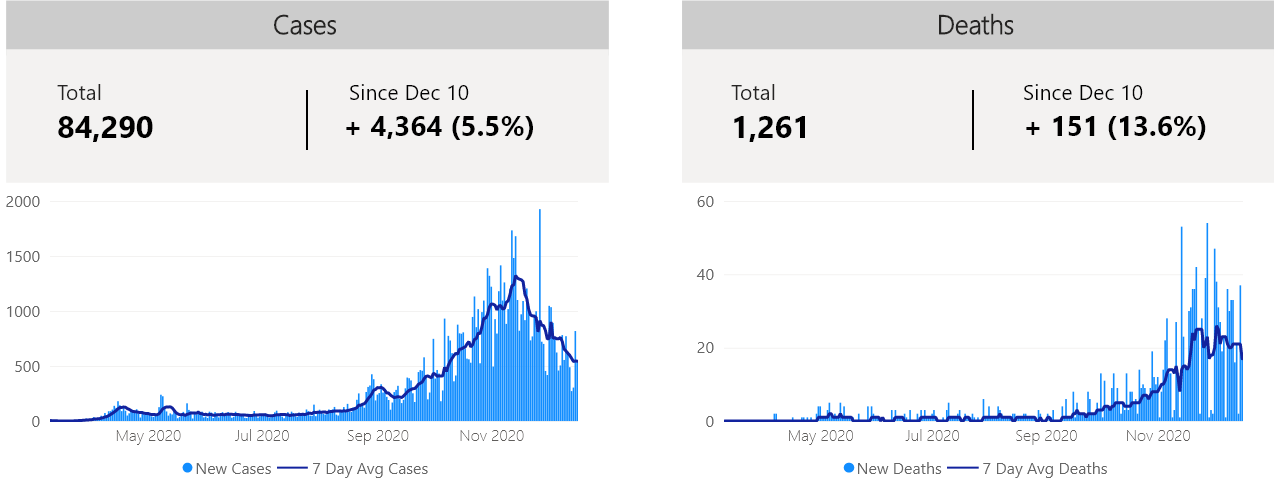 Cases
Total
84,290
Since Dec 10
+ 4,364 (5.5%)
2000
1500
1000
500
0
May 2020 Jul 2020 Sep 2020 Nov 2020
New Cases 7 Day Avg Cases
Deaths
Total
1,261
Since Dec 10
+ 151 (13.6%)
60
40
20
0
May 2020 Jul 2020 Sep 2020 Nov 2020
New Deaths 7 Day Avg Deaths